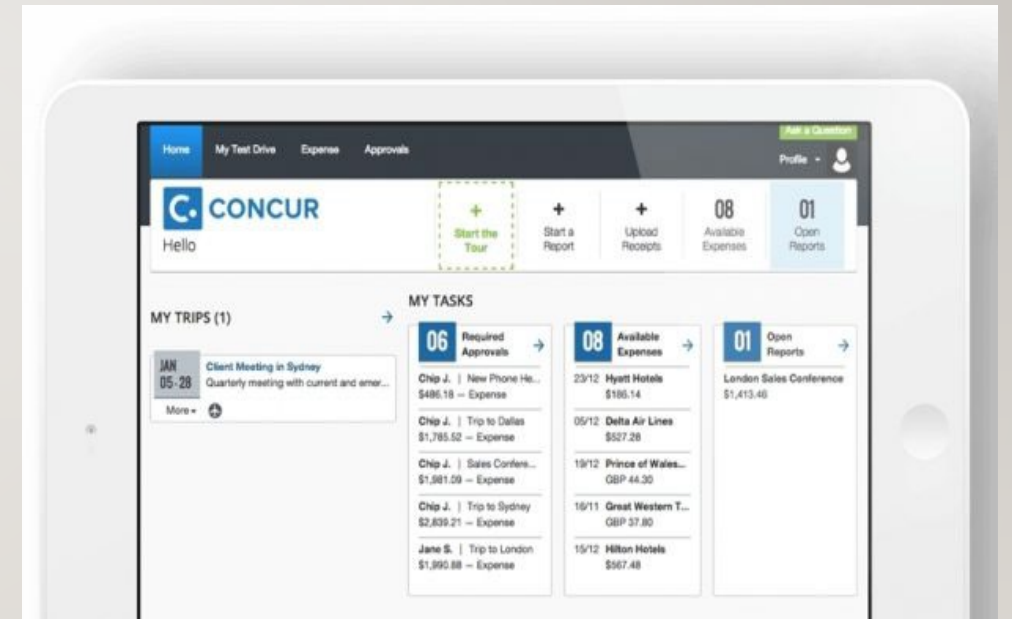 Ask a Question
Home My Test Drive Expense Approvals Profile
C. CONCUR
Hello
+ Start the Tour
+ Start a Report
+ Upload Receipts
08 Available Expenses
01 Open Reports
MY TRIPS (1)
JAN 05-28
Client Meeting in Sydney
Quarterly meeting with current and emer...
More
MY TASKS
06 Required Approvals
Chip J. | New Phone He...
$486.18 — Expense
Chip J. | Trip to Dallas
$1,785.52 — Expense
Chip J. | Sales Confere...
$1,981.09 — Expense
Chip J. | Trip to Sydney
$2,839.21 — Expense
Jane S. | Trip to London
$1,990.88 — Expense
08 Available Expenses
23/12 Hyatt Hotels
$186.14
05/12 Delta Air Lines
$527.28
19/12 Prince of Wales...
GBP 44.30
16/11 Great Western T...
GBP 37.80
15/12 Hilton Hotels
$567.48
01 Open Reports
London Sales Conference
$1,413.46